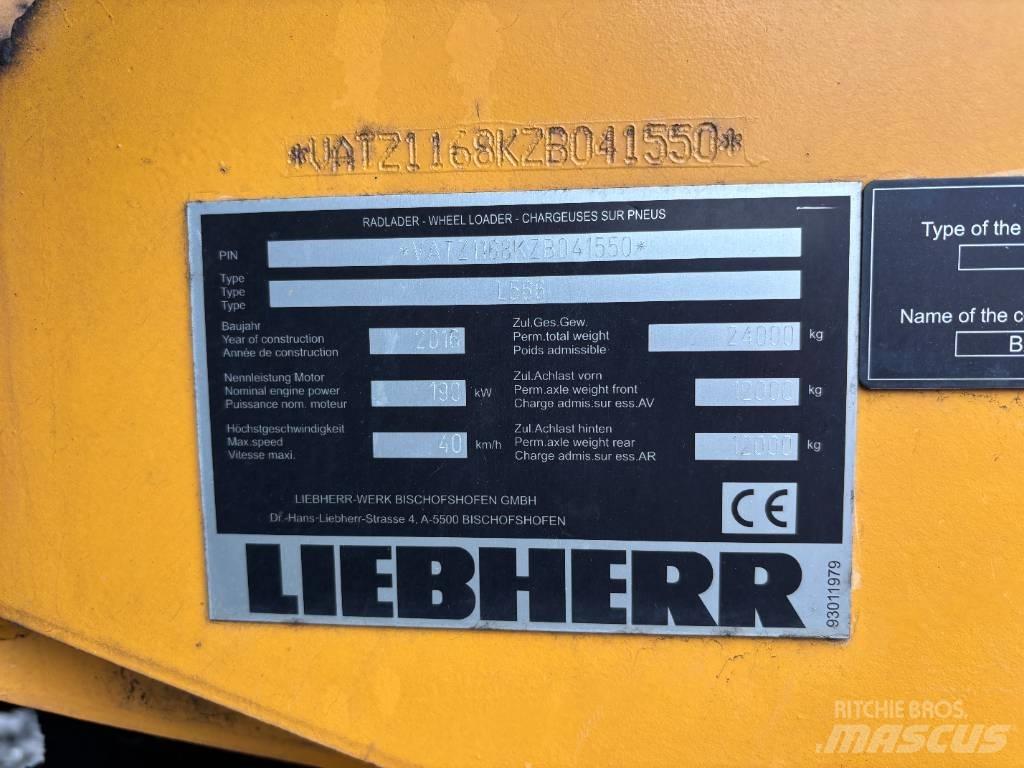 *VATZ1168KZB041550*
RADLADER - WHEEL LOADER - CHARGEUSES SUR PNEUS
PIN *VATZ1168KZB041550*
Type
Type L556
Type
Baujahr
Year of construction 2016
Année de construction
Zul.Ges.Gew.
Perm.total weight 24000 kg
Poids admissible
Nennleistung Motor
Nominal engine power 190 kW
Puissance nom. moteur
Zul.Achlast vorn
Perm.axle weight front 12000 kg
Charge admis.sur ess.AV
Höchstgeschwindigkeit
Max.speed 40 km/h
Vitesse maxi.
Zul.Achlast hinten
Perm.axle weight rear 12000 kg
Charge admis.sur ess.AR
LIEBHERR-WERK BISCHOFSHOFEN GMBH
Dr.-Hans-Liebherr-Strasse 4, A-5500 BISCHOFSHOFEN
CE
LIEBHERR
93011979
Type of the
Name of the c
B
RITCHIE BROS.
MASCUS